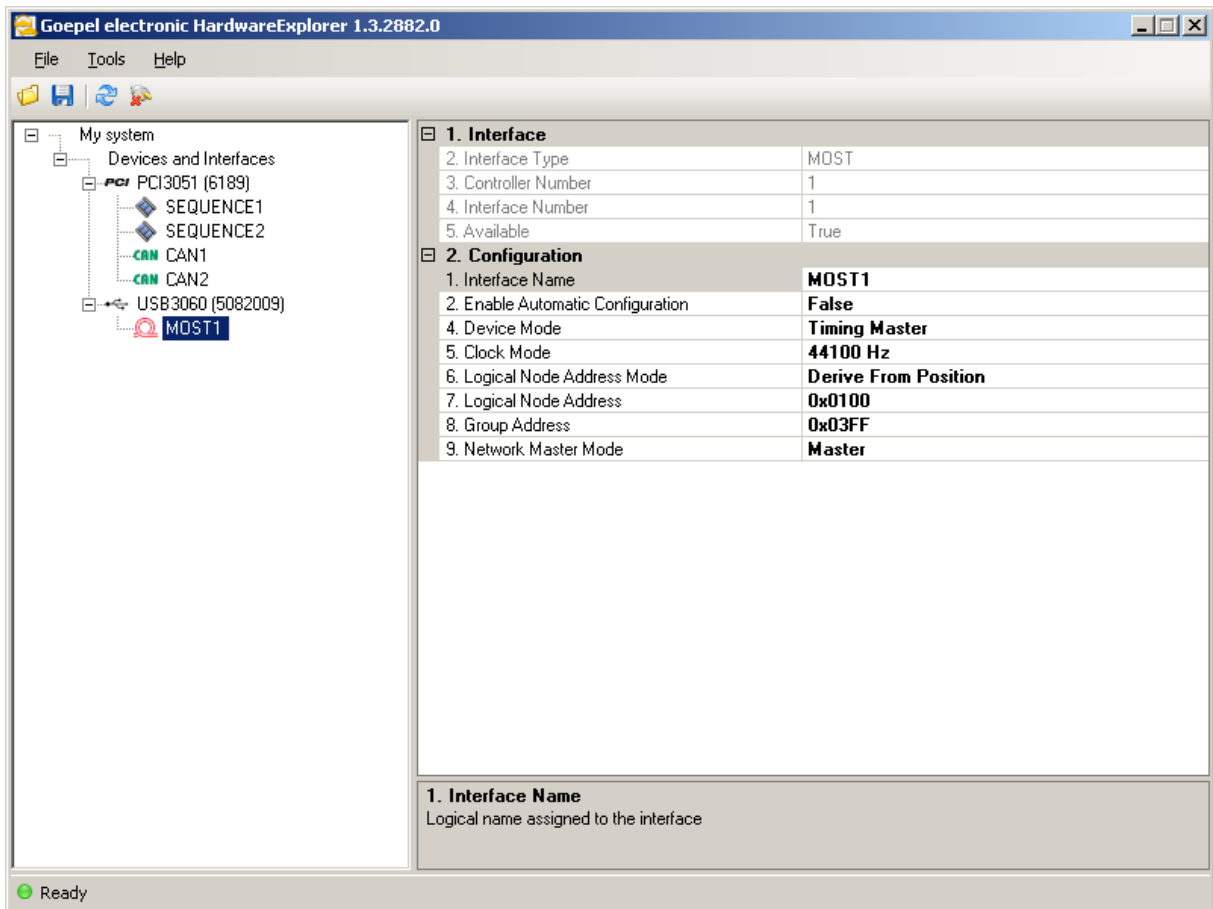 Goepel electronic HardwareExplorer 1.3.2882.0
File Tools Help
My system
Devices and Interfaces
PCI PCI3051 (6189)
SEQUENCE1
SEQUENCE2
CAN CAN1
CAN CAN2
USB3060 (5082009)
MOST1
1. Interface
2. Interface Type MOST
3. Controller Number 1
4. Interface Number 1
5. Available True
2. Configuration
1. Interface Name MOST1
2. Enable Automatic Configuration False
4. Device Mode Timing Master
5. Clock Mode 44100 Hz
6. Logical Node Address Mode Derive From Position
7. Logical Node Address 0x0100
8. Group Address 0x03FF
9. Network Master Mode Master
1. Interface Name
Logical name assigned to the interface
Ready